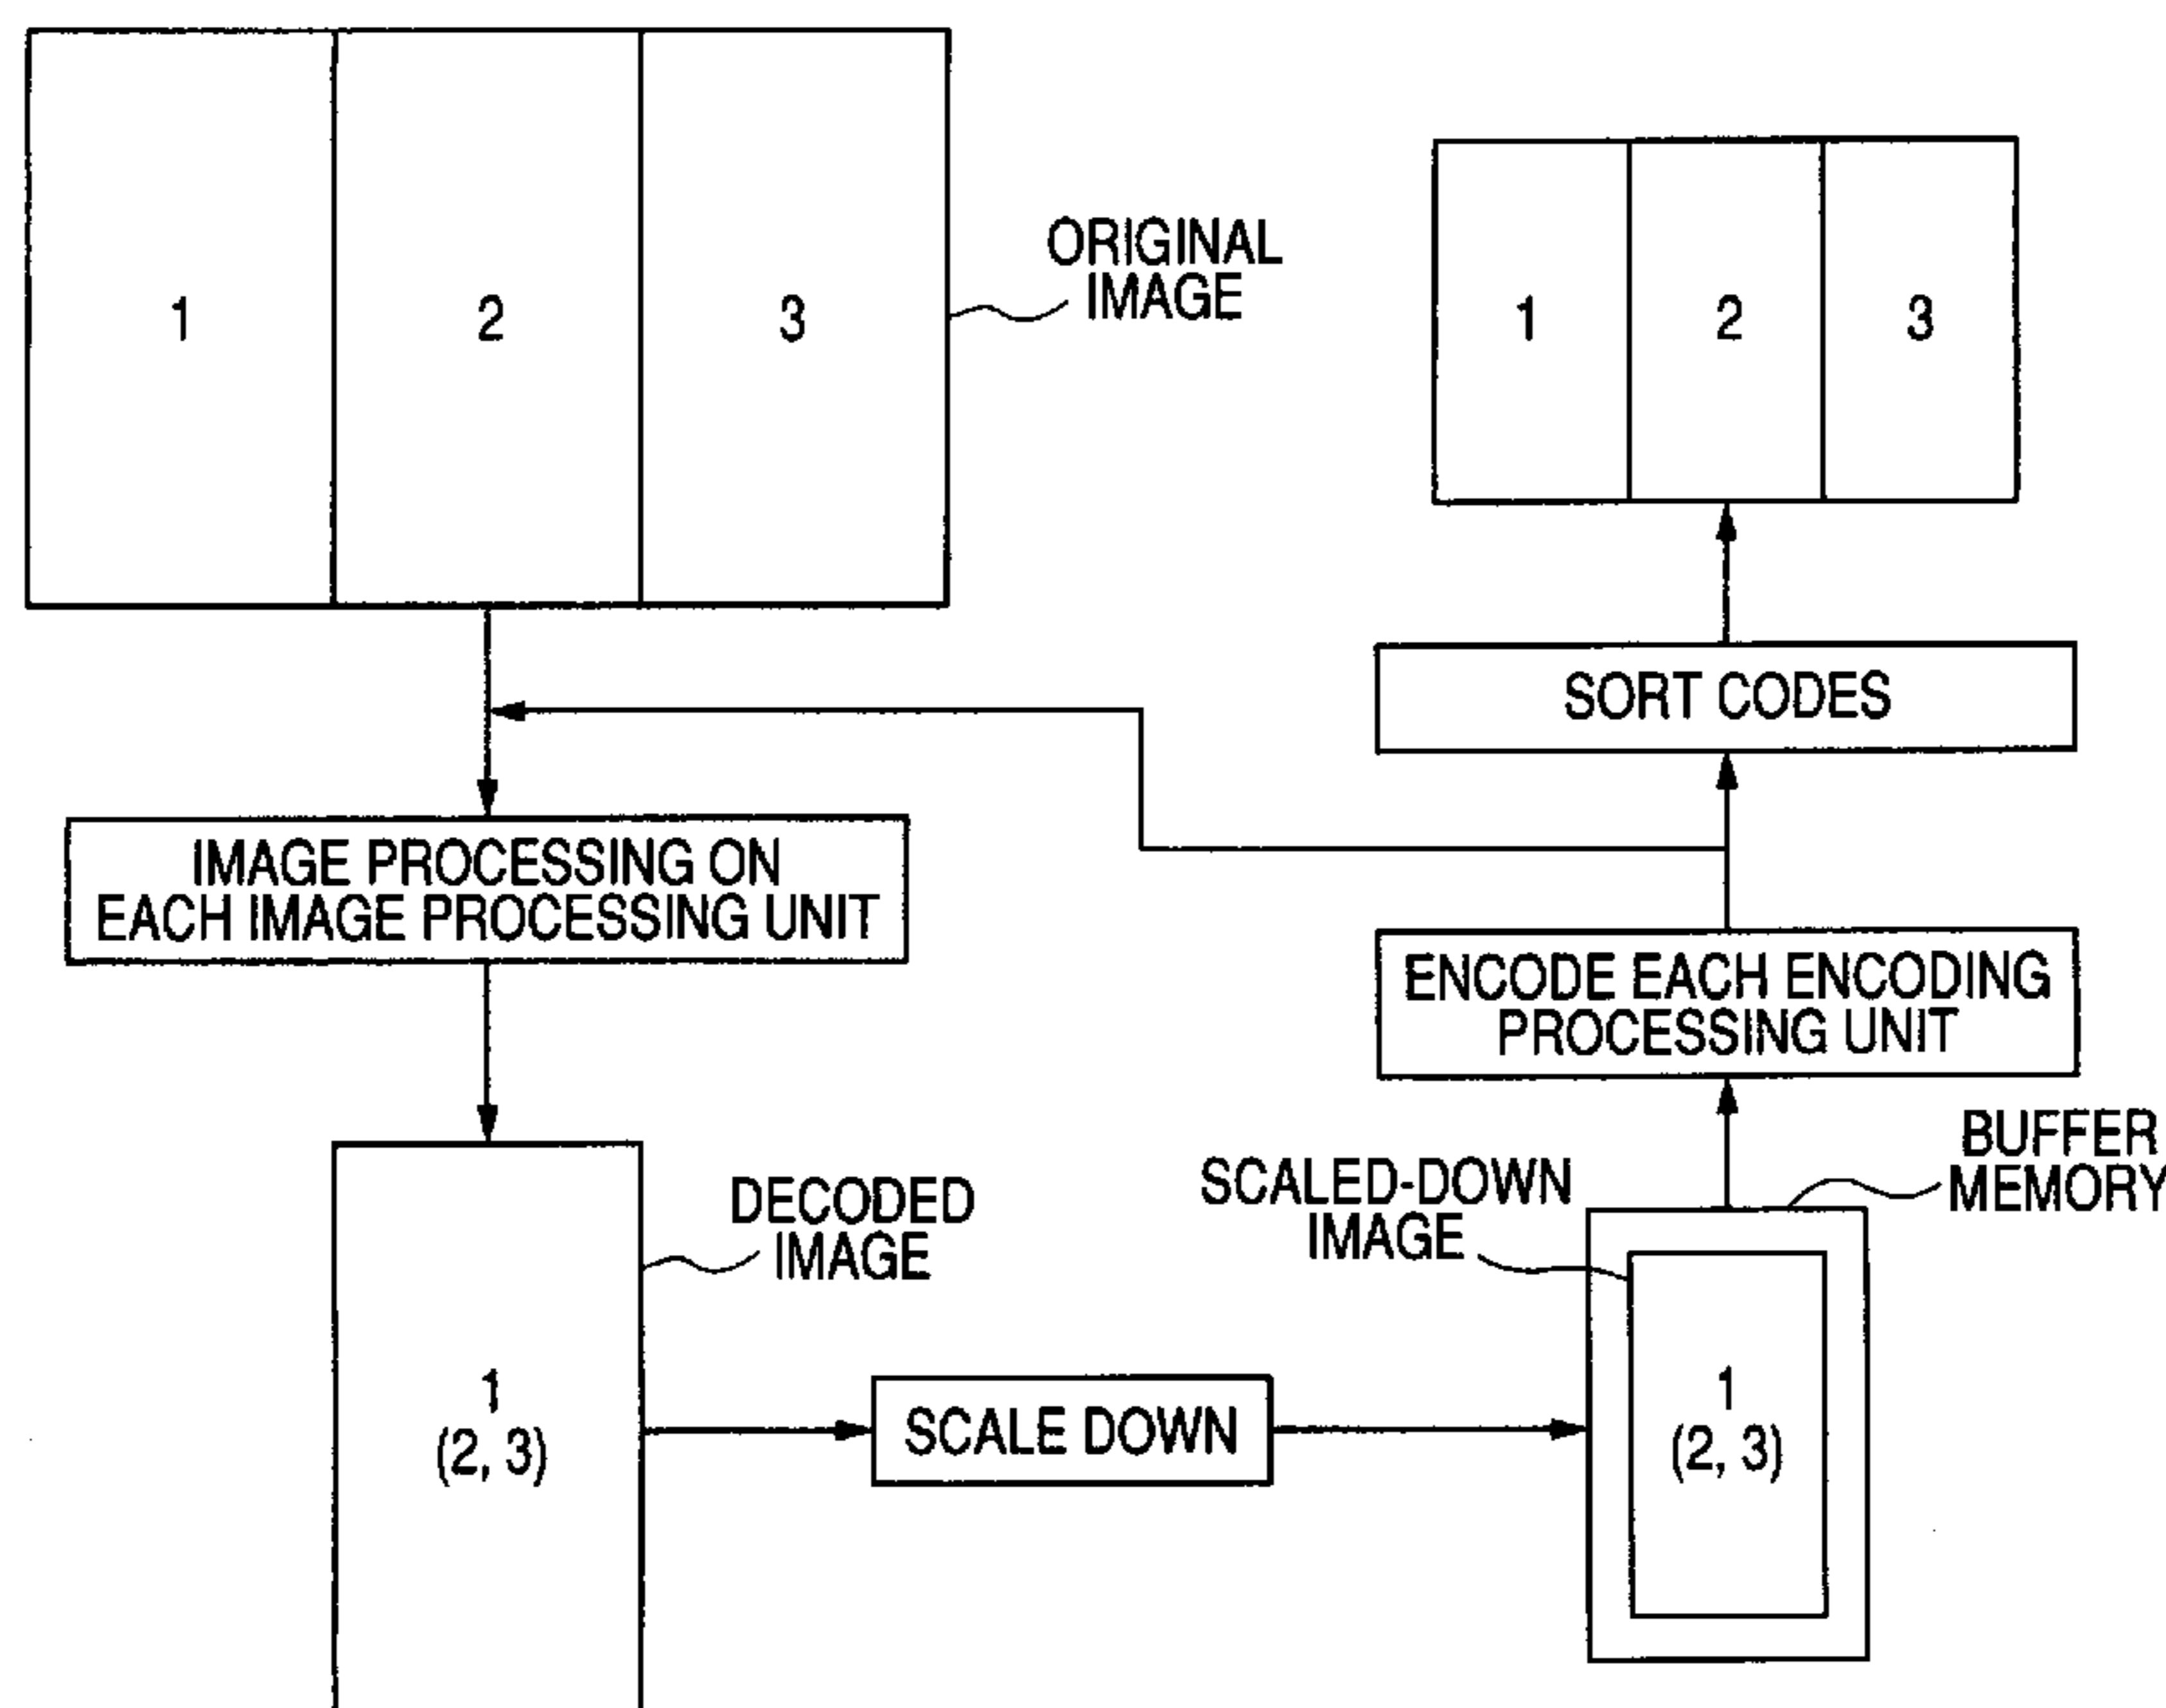 1
2
3
ORIGINAL
IMAGE
1
2
3
SORT CODES
IMAGE PROCESSING ON
EACH IMAGE PROCESSING UNIT
ENCODE EACH ENCODING
PROCESSING UNIT
BUFFER
MEMORY
SCALED-DOWN
IMAGE
DECODED
IMAGE
1
(2, 3)
SCALE DOWN
1
(2, 3)